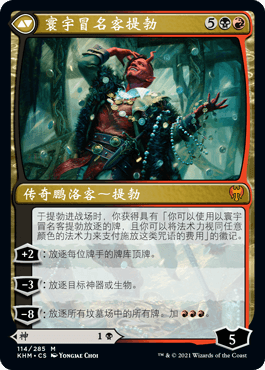 寰宇冒名客提勃
5
传奇鹏洛客～提勃
于提勃进战场时，你获得具有「你可以使用以寰
宇冒名客提勃放逐的牌，且你可以将法术力视同任意
颜色的法术力来支付施放这类咒语的费用」的徽记。
+2：放逐每位牌手的牌库顶牌。
-3：放逐目标神器或生物。
-8：放逐所有坟墓场中的所有牌。加
神 1
5
114/285 M
KHM • CS YONGJAE CHOI
™ & © 2021 Wizards of the Coast